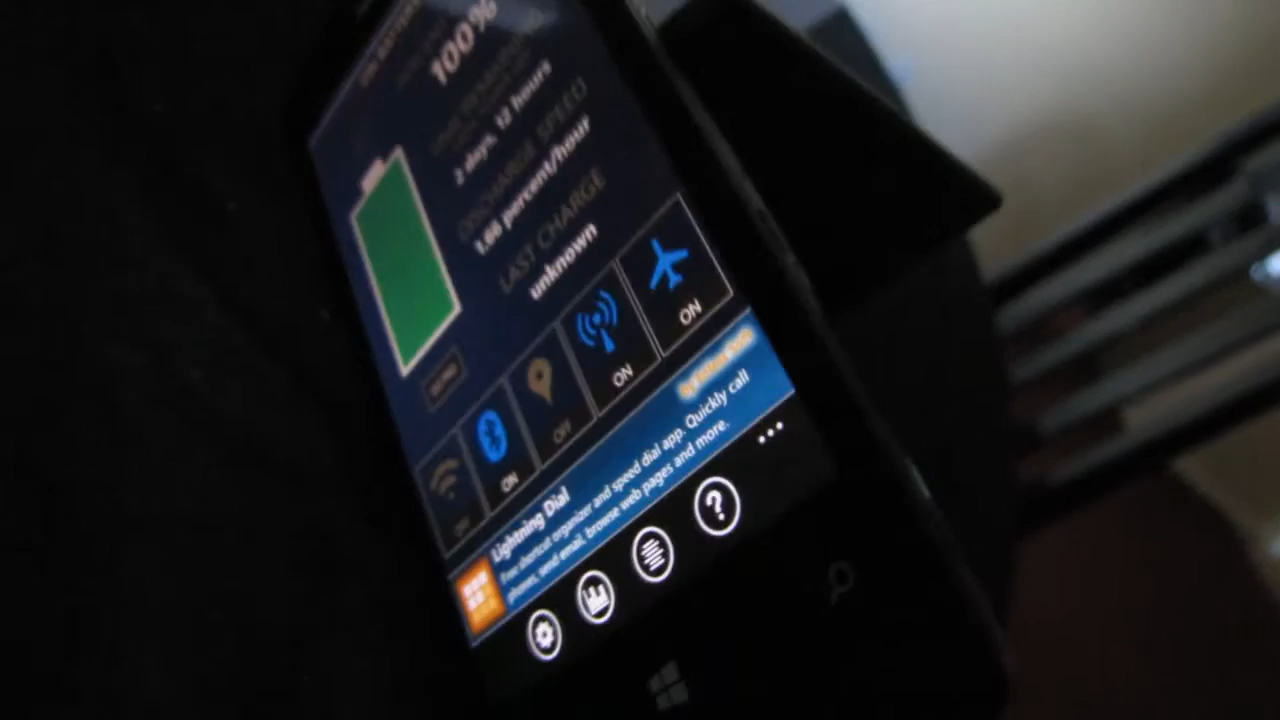 100%
2 days, 12 hours
DISCHARGE SPEED
1.66 percent/hour
LAST CHARGE
unknown
ON
OFF
ON
ON
Lightning Dial
Free shortcut organizer and speed dial app. Quickly call
phones, send email, browse web pages and more.